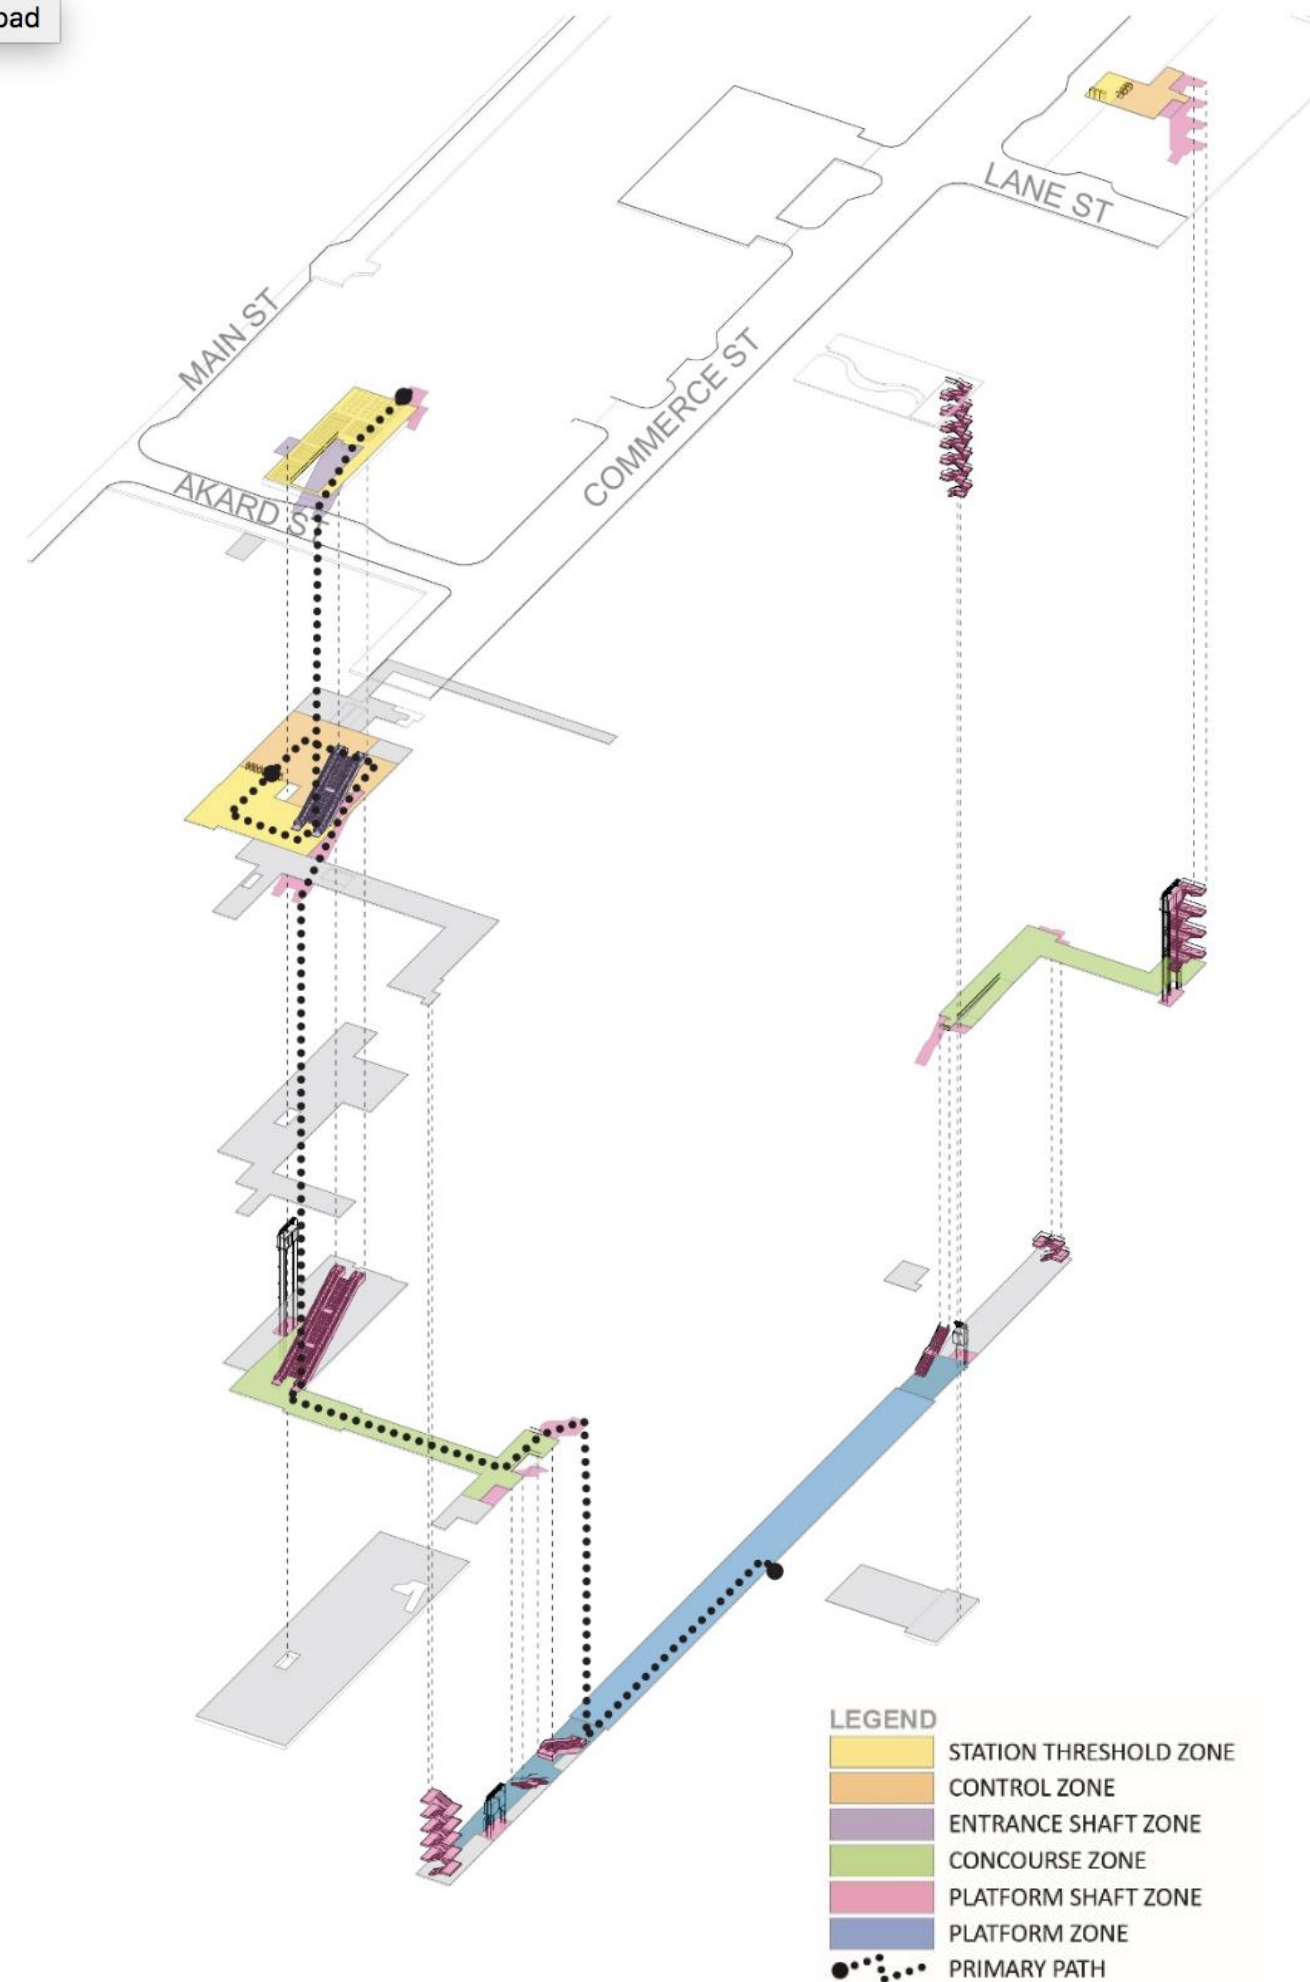 LANE ST
MAIN ST
COMMERCE ST
AKARD ST
LEGEND
STATION THRESHOLD ZONE
CONTROL ZONE
ENTRANCE SHAFT ZONE
CONCOURSE ZONE
PLATFORM SHAFT ZONE
PLATFORM ZONE
PRIMARY PATH